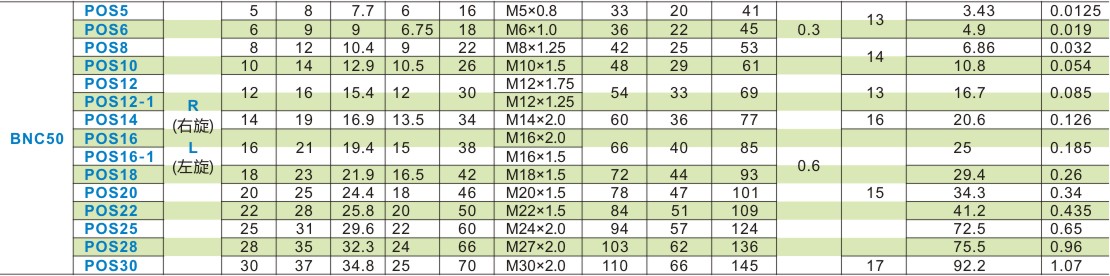 POS5 5 8 7.7 6 16 M5×0.8 33 20 41 3.43 0.0125
13
POS6 6 9 9 6.75 18 M6×1.0 36 22 45 0.3 4.9 0.019
POS8 8 12 10.4 9 22 M8×1.25 42 25 53 6.86 0.032
14
POS10 10 14 12.9 10.5 26 M10×1.5 48 29 61 10.8 0.054
POS12 M12×1.75
12 16 15.4 12 30 54 33 69 13 16.7 0.085
POS12-1 M12×1.25
R
POS14 14 19 16.9 13.5 34 M14×2.0 60 36 77 16 20.6 0.126
(右旋)
BNC50 POS16 M16×2.0
L 16 21 19.4 15 38 66 40 85 25 0.185
POS16-1 M16×1.5
(左旋) 0.6
POS18 18 23 21.9 16.5 42 M18×1.5 72 44 93 29.4 0.26
POS20 20 25 24.4 18 46 M20×1.5 78 47 101 15 34.3 0.34
POS22 22 28 25.8 20 50 M22×1.5 84 51 109 41.2 0.435
POS25 25 31 29.6 22 60 M24×2.0 94 57 124 72.5 0.65
POS28 28 35 32.3 24 66 M27×2.0 103 62 136 75.5 0.96
POS30 30 37 34.8 25 70 M30×2.0 110 66 145 17 92.2 1.07